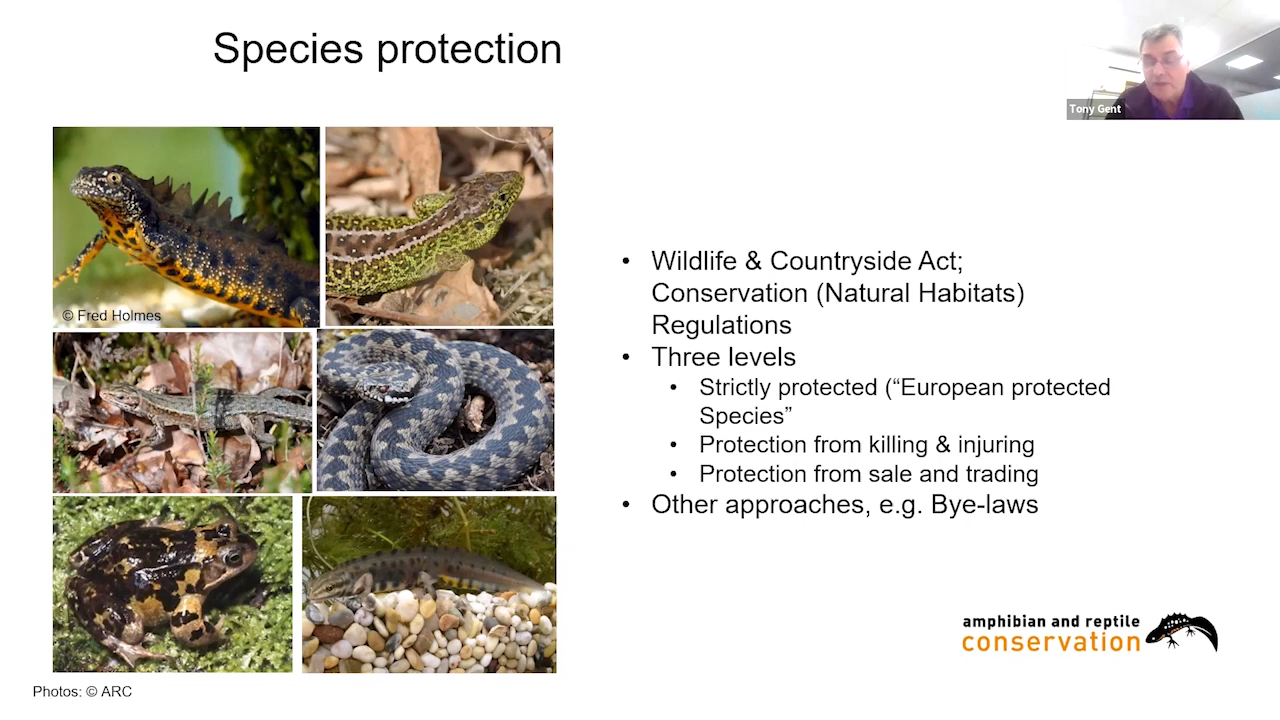 Species protection
Tony Gent
© Fred Holmes
• Wildlife & Countryside Act;
Conservation (Natural Habitats)
Regulations
• Three levels
• Strictly protected (“European protected
Species”
• Protection from killing & injuring
• Protection from sale and trading
• Other approaches, e.g. Bye-laws
amphibian and reptile
conservation
Photos: © ARC